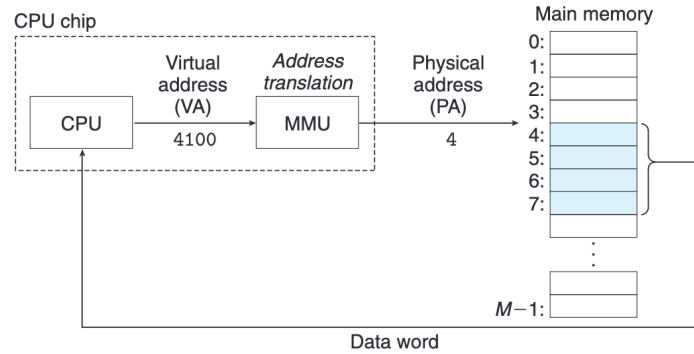 CPU chip
CPU
Virtual
address
(VA)
4100
Address
translation
MMU
Physical
address
(PA)
4
Main memory
0:
1:
2:
3:
4:
5:
6:
7:
M−1:
Data word